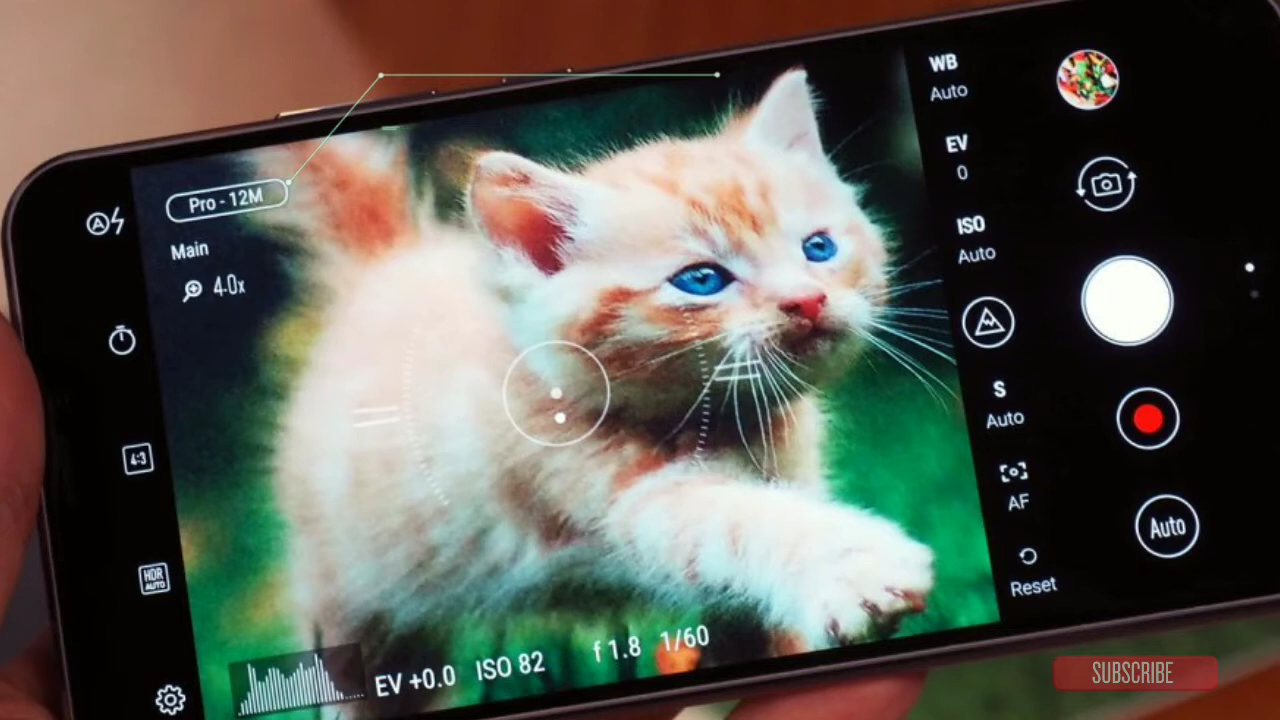 Pro - 12M
Main
4.0x
A
4:3
HDR
AUTO
EV +0.0 ISO 82 f 1.8 1/60
WB
Auto
EV
0
ISO
Auto
S
Auto
AF
Reset
Auto
SUBSCRIBE